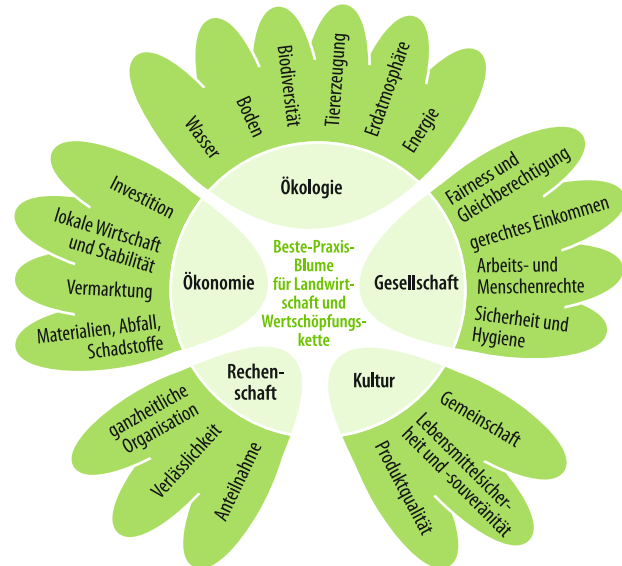 Wasser
Boden
Biodiversität
Tiererzeugung
Erdatmosphäre
Energie
Ökologie
Investition
lokale Wirtschaft
und Stabilität
Vermarktung
Materialien, Abfall,
Schadstoffe
Ökonomie
Beste-Praxis-
Blume
für Landwirt-
schaft und
Wertschöpfungs-
kette
Gesellschaft
Fairness und
Gleichberechtigung
gerechtes Einkommen
Arbeits- und
Menschenrechte
Sicherheit und
Hygiene
Rechen-
schaft
ganzheitliche
Organisation
Verlässlichkeit
Anteilnahme
Kultur
Gemeinschaft
Lebensmittelsicher-
heit und -souveränität
Produktqualität